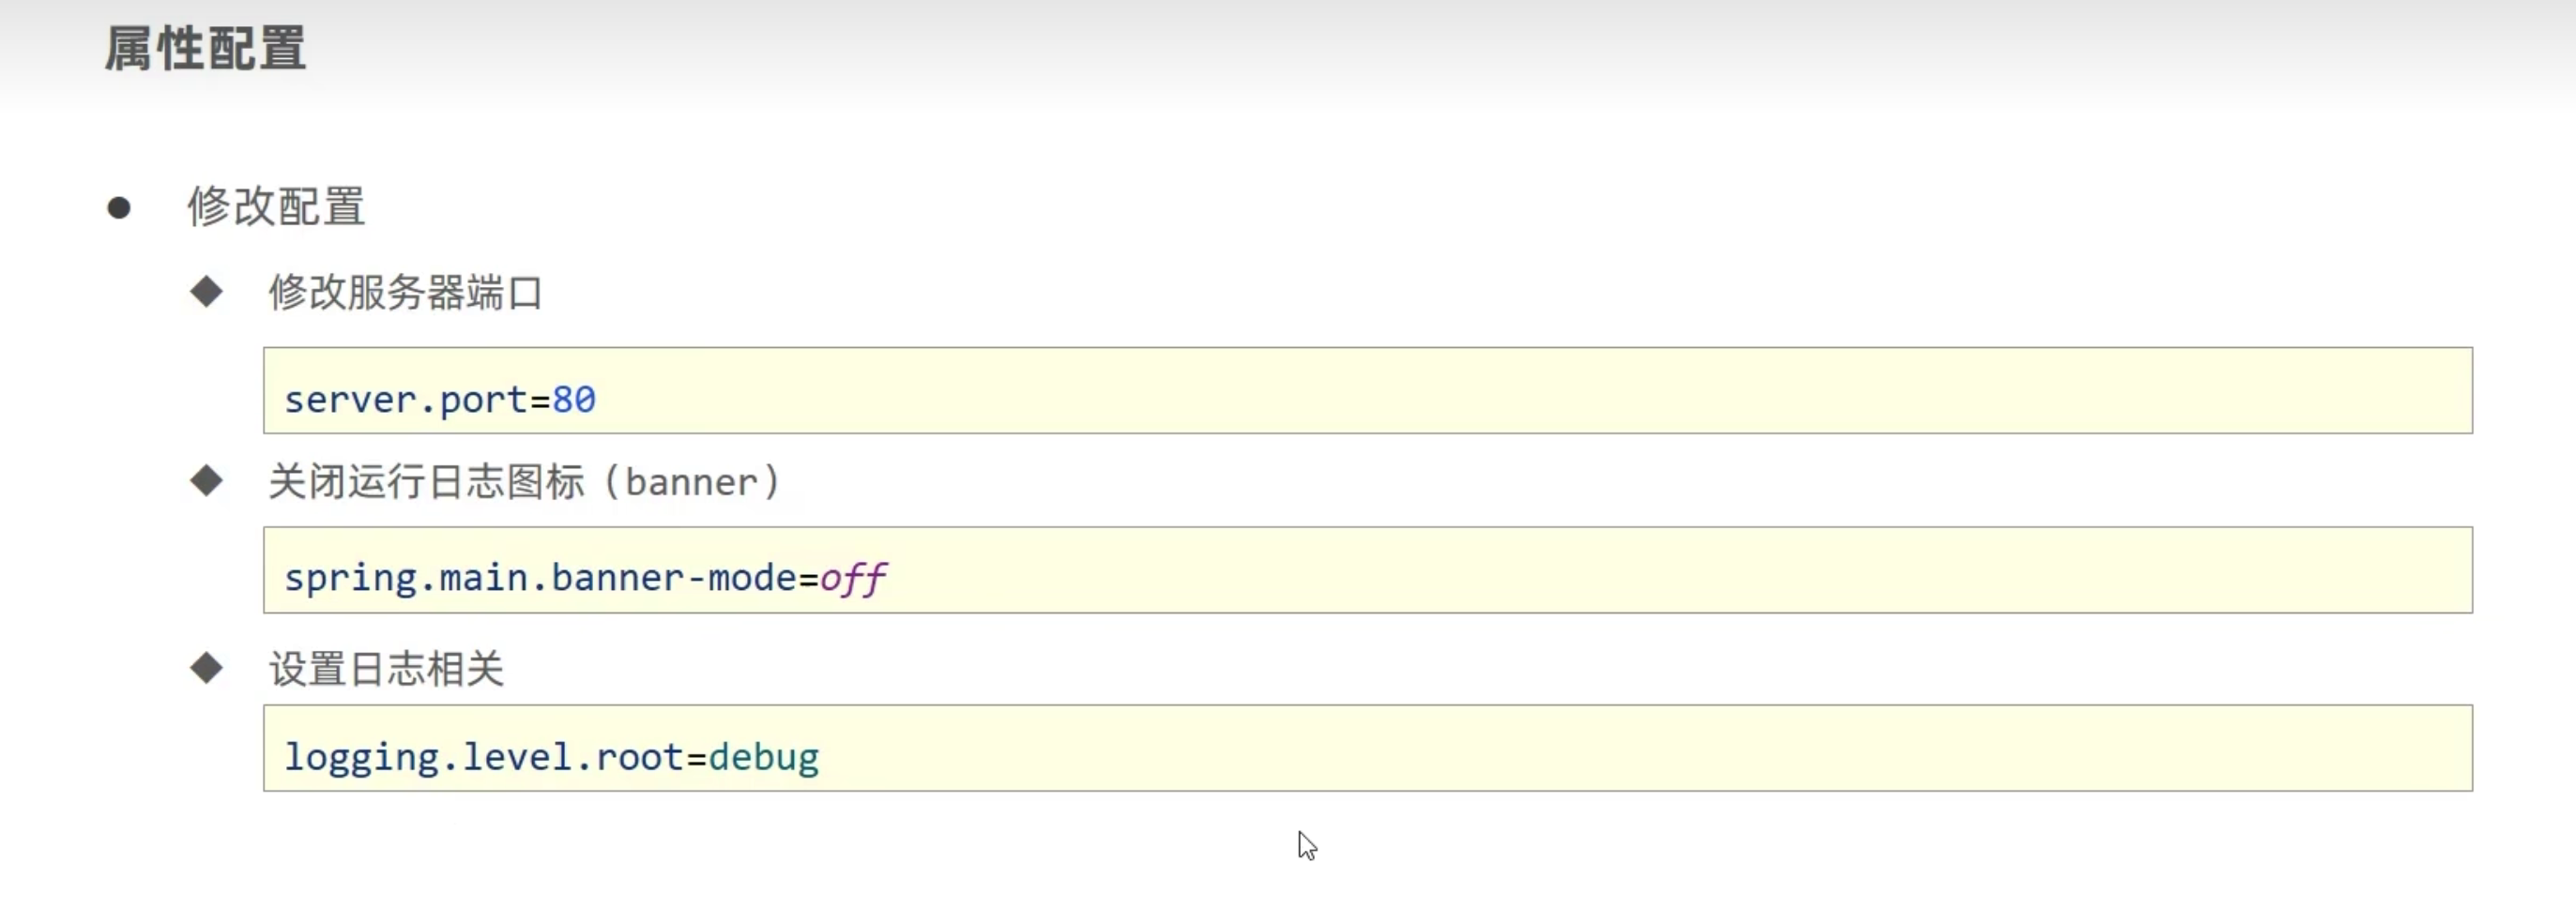 属性配置
修改配置
修改服务器端口
server.port=80
关闭运行日志图标（banner）
spring.main.banner-mode=off
设置日志相关
logging.level.root=debug